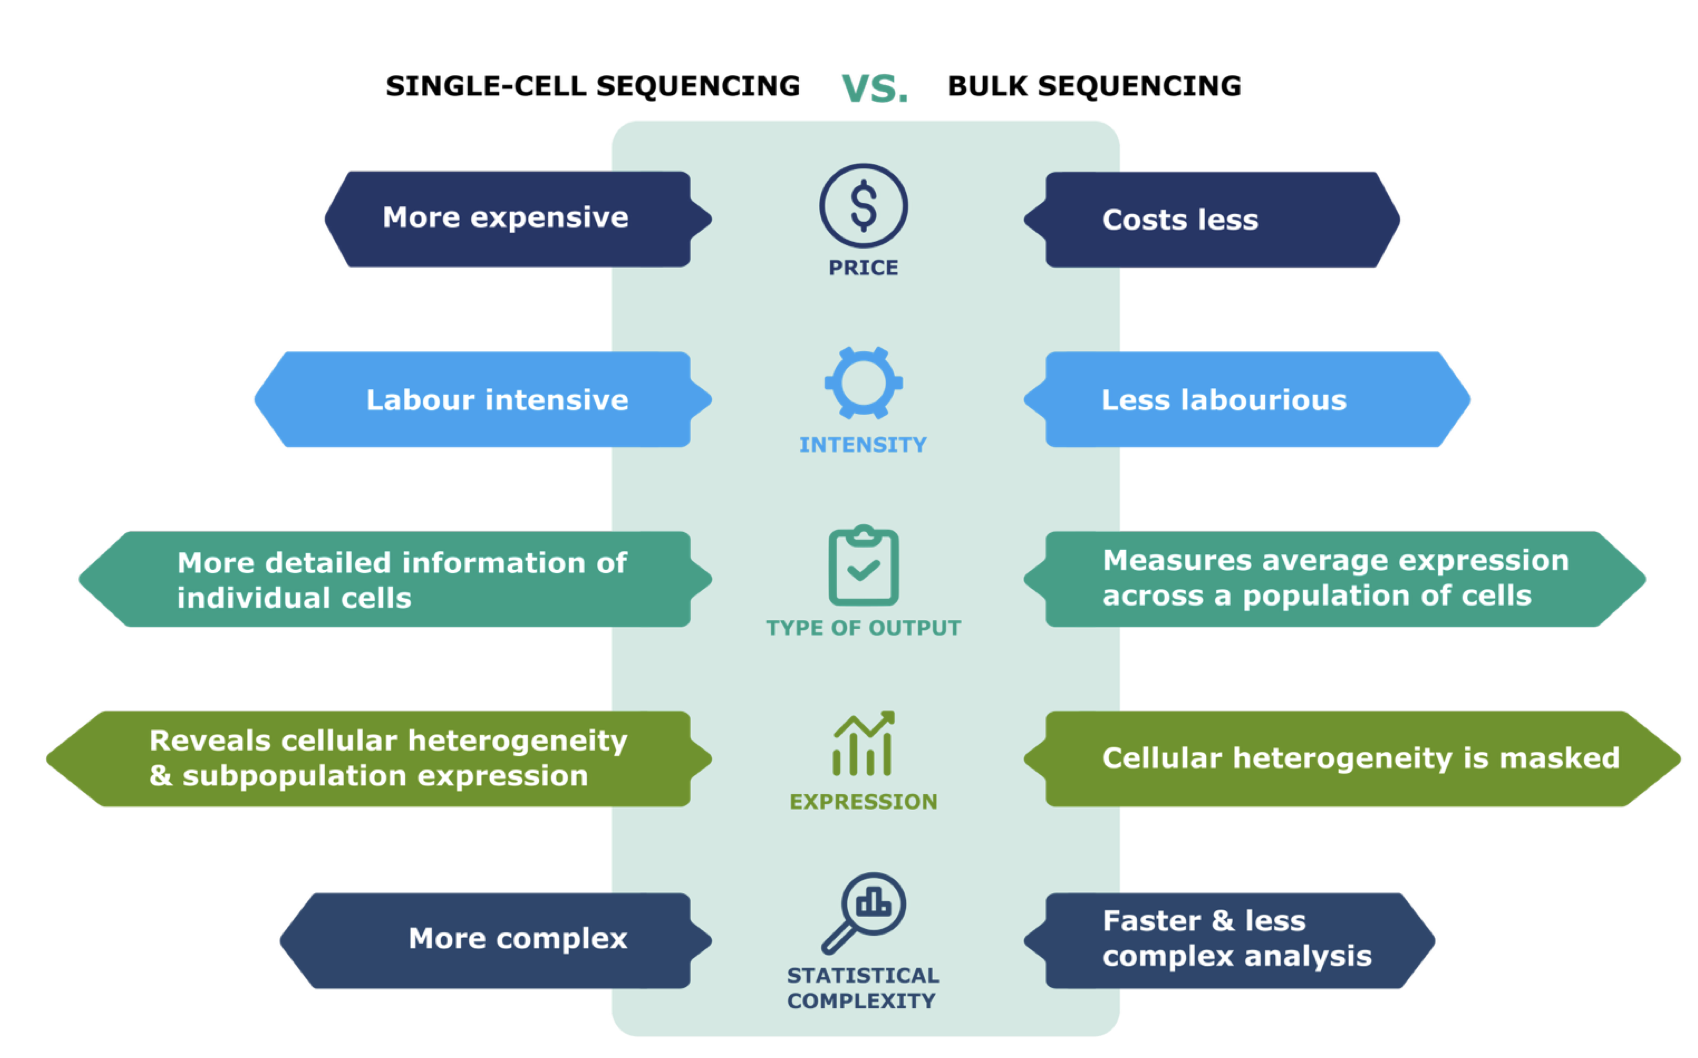 SINGLE-CELL SEQUENCING VS. BULK SEQUENCING
More expensive
PRICE
Costs less
Labour intensive
INTENSITY
Less labourious
More detailed information of
individual cells
TYPE OF OUTPUT
Measures average expression
across a population of cells
Reveals cellular heterogeneity
& subpopulation expression
EXPRESSION
Cellular heterogeneity is masked
More complex
STATISTICAL
COMPLEXITY
Faster & less
complex analysis